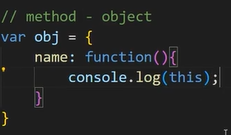 // method - object
var obj = {
    name: function(){
        console.log(this);
    }
}